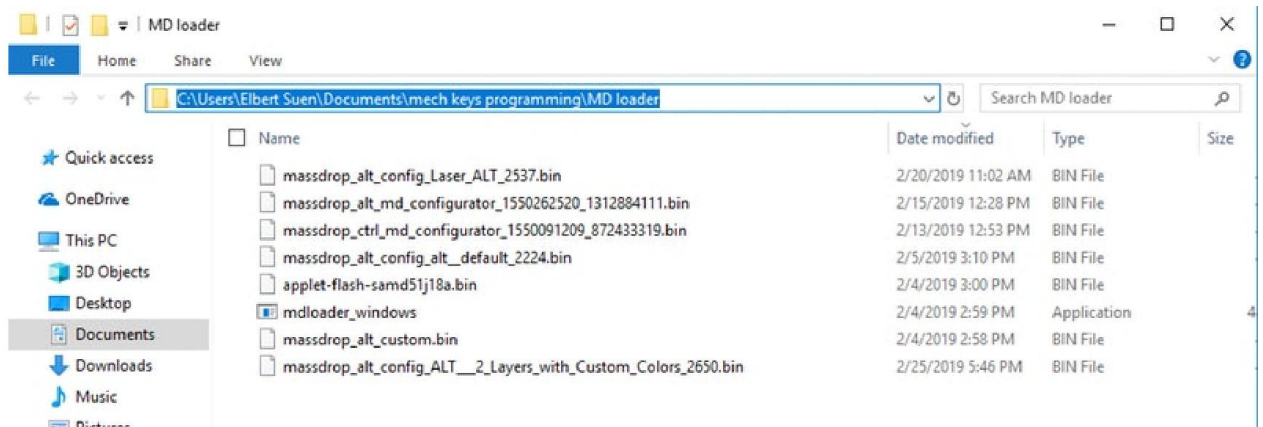 MD loader
File Home Share View
C:\Users\Elbert Suen\Documents\mech keys programming\MD loader Search MD loader
Name Date modified Type Size
Quick access
OneDrive
This PC
3D Objects
Desktop
Documents
Downloads
Music
Pictures
massdrop_alt_config_Laser_ALT_2537.bin 2/20/2019 11:02 AM BIN File
massdrop_alt_md_configurator_1550262520_1312884111.bin 2/15/2019 12:28 PM BIN File
massdrop_ctrl_md_configurator_1550091209_872433319.bin 2/13/2019 12:53 PM BIN File
massdrop_alt_config_alt__default_2224.bin 2/5/2019 3:10 PM BIN File
applet-flash-samd51j18a.bin 2/4/2019 3:00 PM BIN File
mdloader_windows 2/4/2019 2:59 PM Application 4
massdrop_alt_custom.bin 2/4/2019 2:58 PM BIN File
massdrop_alt_config_ALT___2_Layers_with_Custom_Colors_2650.bin 2/25/2019 5:46 PM BIN File